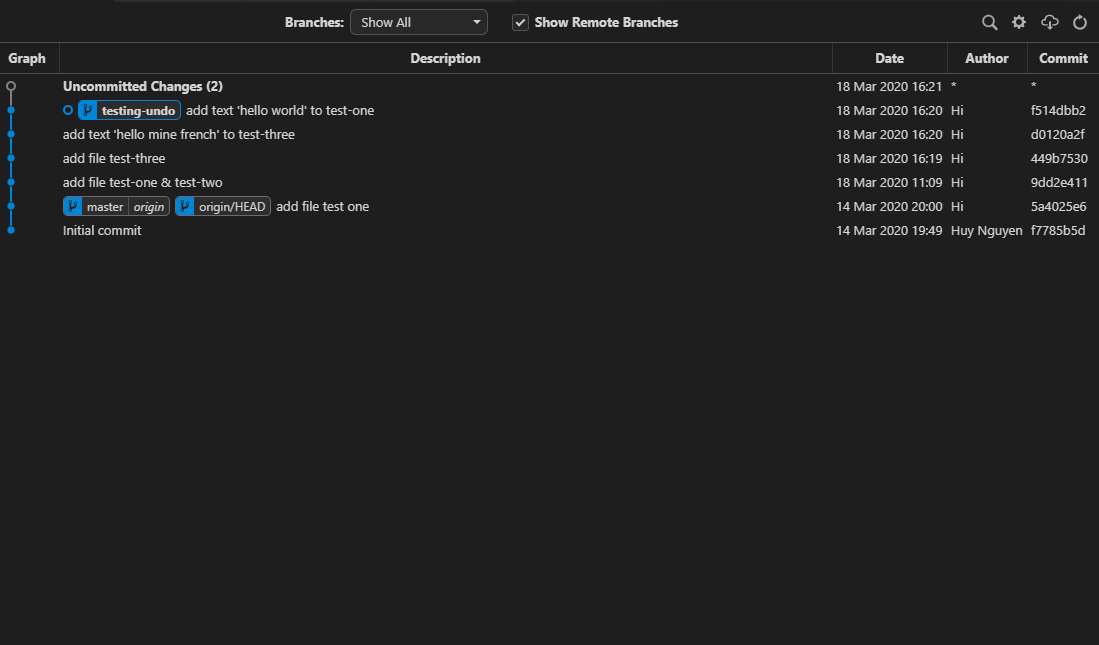 Branches: Show All Show Remote Branches
Graph Description Date Author Commit
Uncommitted Changes (2) 18 Mar 2020 16:21 * *
testing-undo add text 'hello world' to test-one 18 Mar 2020 16:20 Hi f514dbb2
add text 'hello mine french' to test-three 18 Mar 2020 16:20 Hi d0120a2f
add file test-three 18 Mar 2020 16:19 Hi 449b7530
add file test-one & test-two 18 Mar 2020 11:09 Hi 9dd2e411
master origin origin/HEAD add file test one 14 Mar 2020 20:00 Hi 5a4025e6
Initial commit 14 Mar 2020 19:49 Huy Nguyen f7785b5d